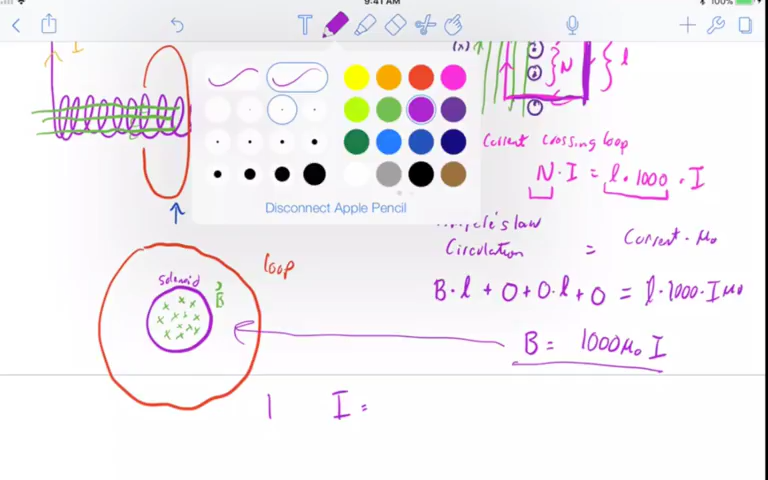 9:41 AM
100%
T
I
(x)
N } l
Current crossing loop
N · I = l · 1000 · I
law
Circulation = Current · μ₀
B · l + 0 + 0 · l + 0 = l · 1000 · I μ₀
B = 1000 μ₀ I
Disconnect Apple Pencil
loop
Solenoid
B
x x x x x x x x x x
I =